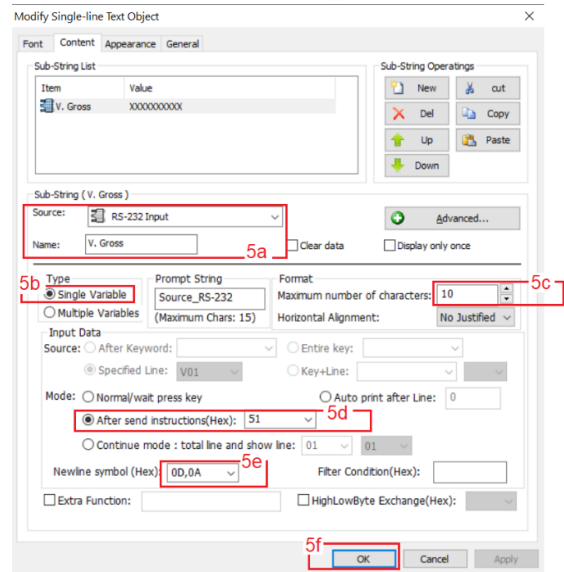 Modify Single-line Text Object
Font Content Appearance General
Sub-String List
Item Value
V. Gross XXXXXXXXXX
Sub-String Operatings
New cut
Del Copy
Up Paste
Down
Sub-String ( V. Gross )
Source: RS-232 Input
Advanced...
Name: V. Gross
5a
Clear data
Display only once
5b
Type
Single Variable
Multiple Variables
Prompt String
Source_RS-232
(Maximum Chars: 15)
Format
Maximum number of characters: 10
5c
Horizontal Alignment: No Justified
Input Data
Source: After Keyword: Entire key:
Specified Line: V01 Key+Line:
Mode: Normal/wait press key Auto print after Line: 0
After send instructions(Hex): 51
5d
Continue mode : total line and show line: 01 01
5e
Newline symbol (Hex): 0D,0A Filter Condition(Hex):
Extra Function: HighLowByte Exchange(Hex):
5f
OK Cancel Apply